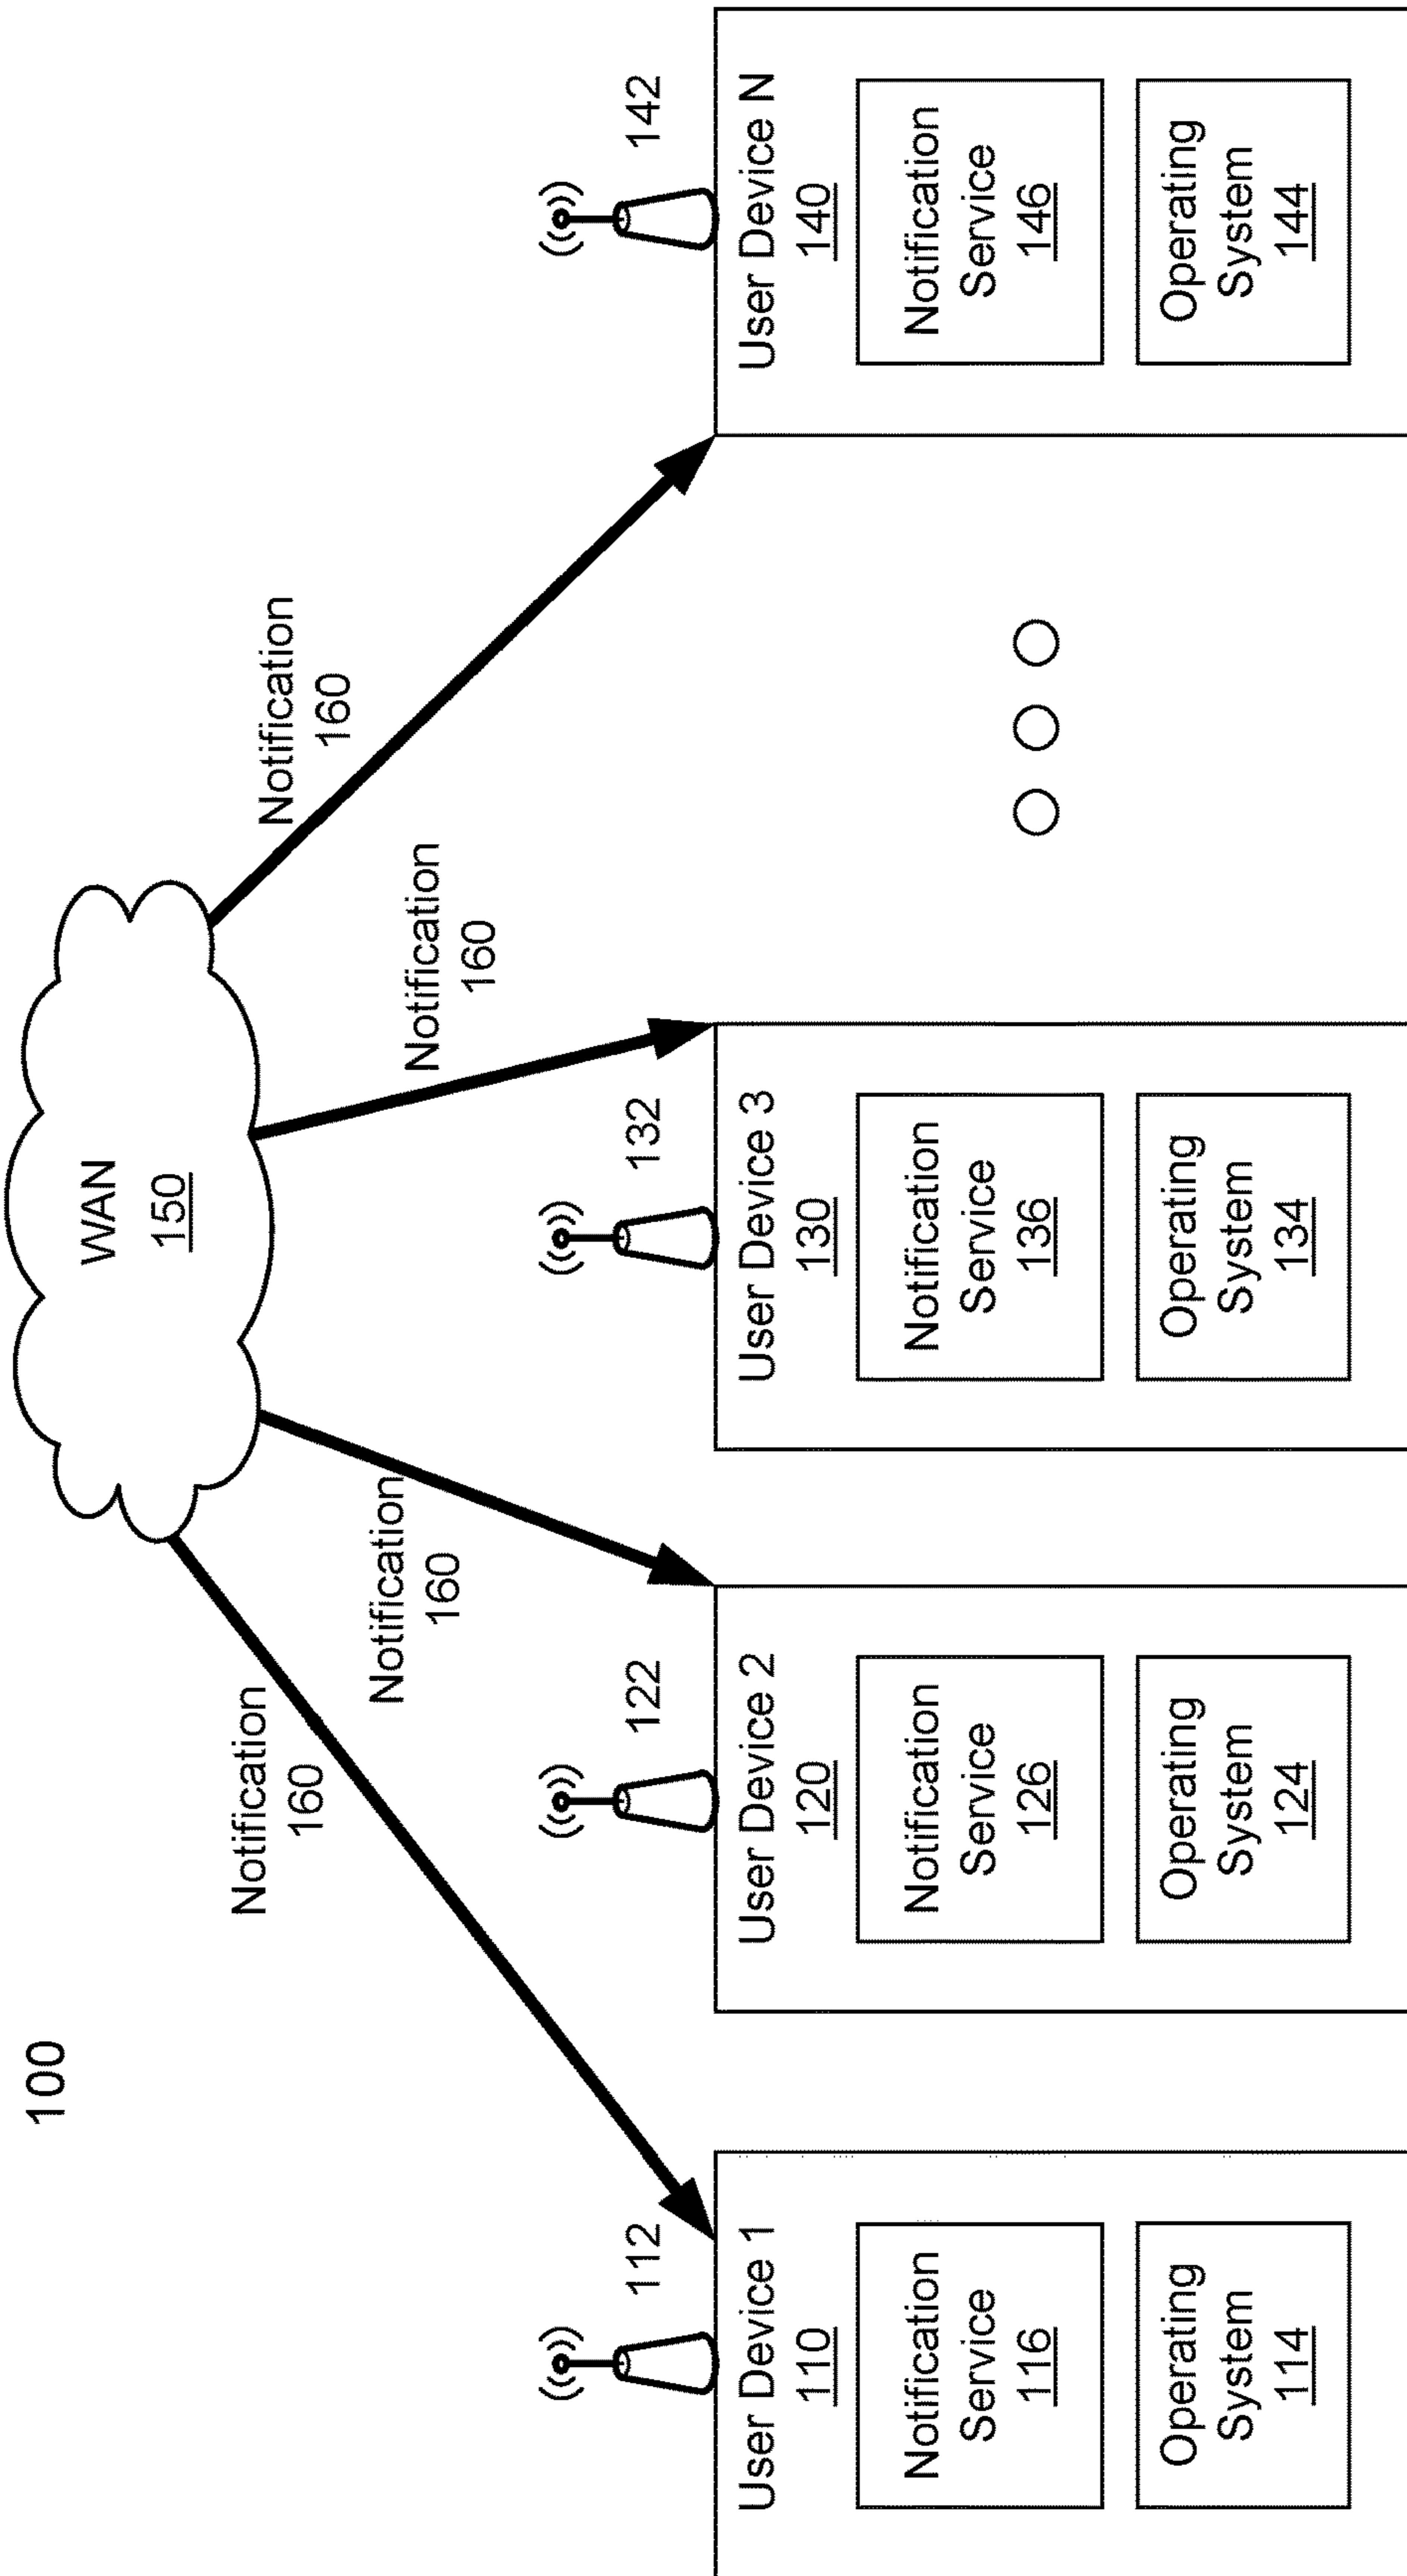 100
WAN
150
Notification
160
Notification
160
Notification
160
Notification
160
112
User Device 1
110
Notification
Service
116
Operating
System
114
122
User Device 2
120
Notification
Service
126
Operating
System
124
132
User Device 3
130
Notification
Service
136
Operating
System
134
142
User Device N
140
Notification
Service
146
Operating
System
144